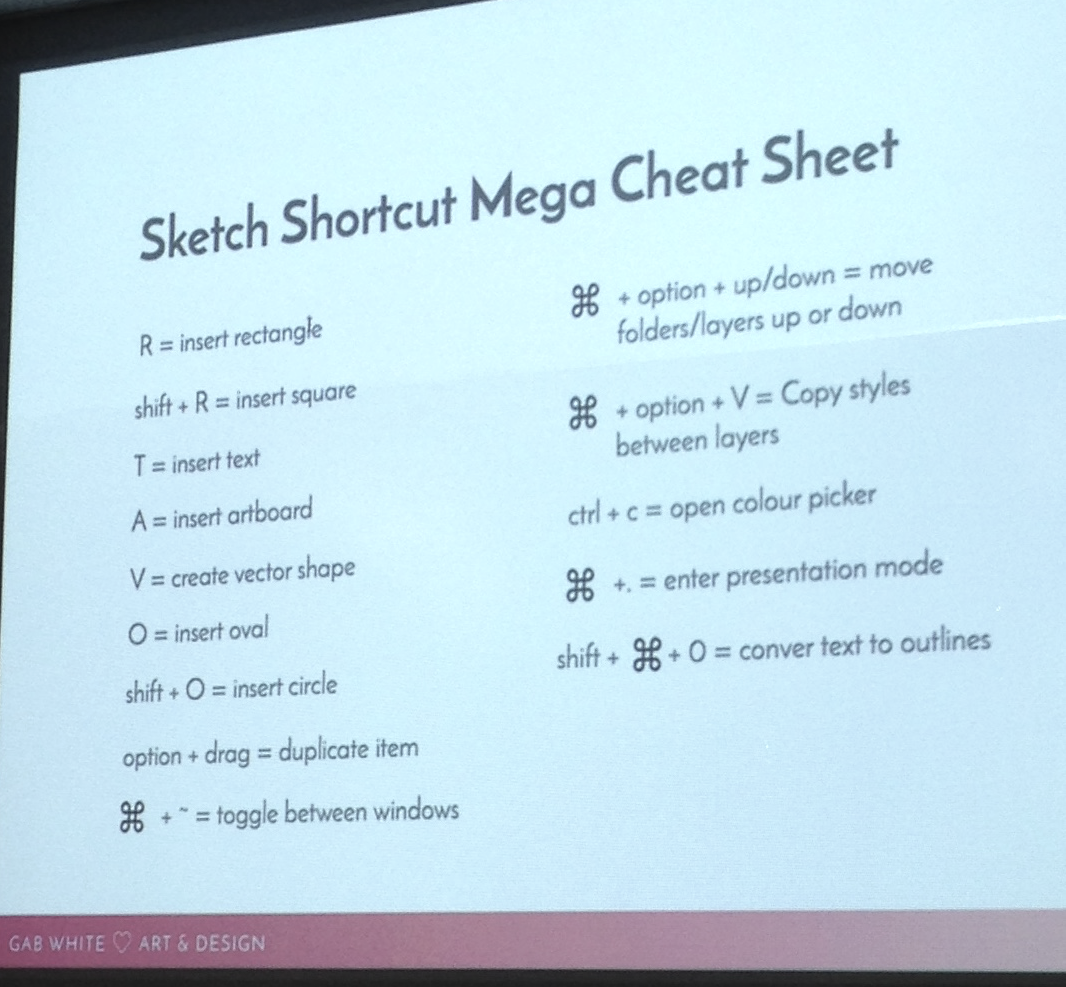 Sketch Shortcut Mega Cheat Sheet
R = insert rectangle
shift + R = insert square
T = insert text
A = insert artboard
V = create vector shape
O = insert oval
shift + O = insert circle
option + drag = duplicate item
⌘ + ~ = toggle between windows
⌘ + option + up/down = move
folders/layers up or down
⌘ + option + V = Copy styles
between layers
ctrl + c = open colour picker
⌘ +. = enter presentation mode
shift + ⌘ + O = conver text to outlines
GAB WHITE ♡ ART & DESIGN